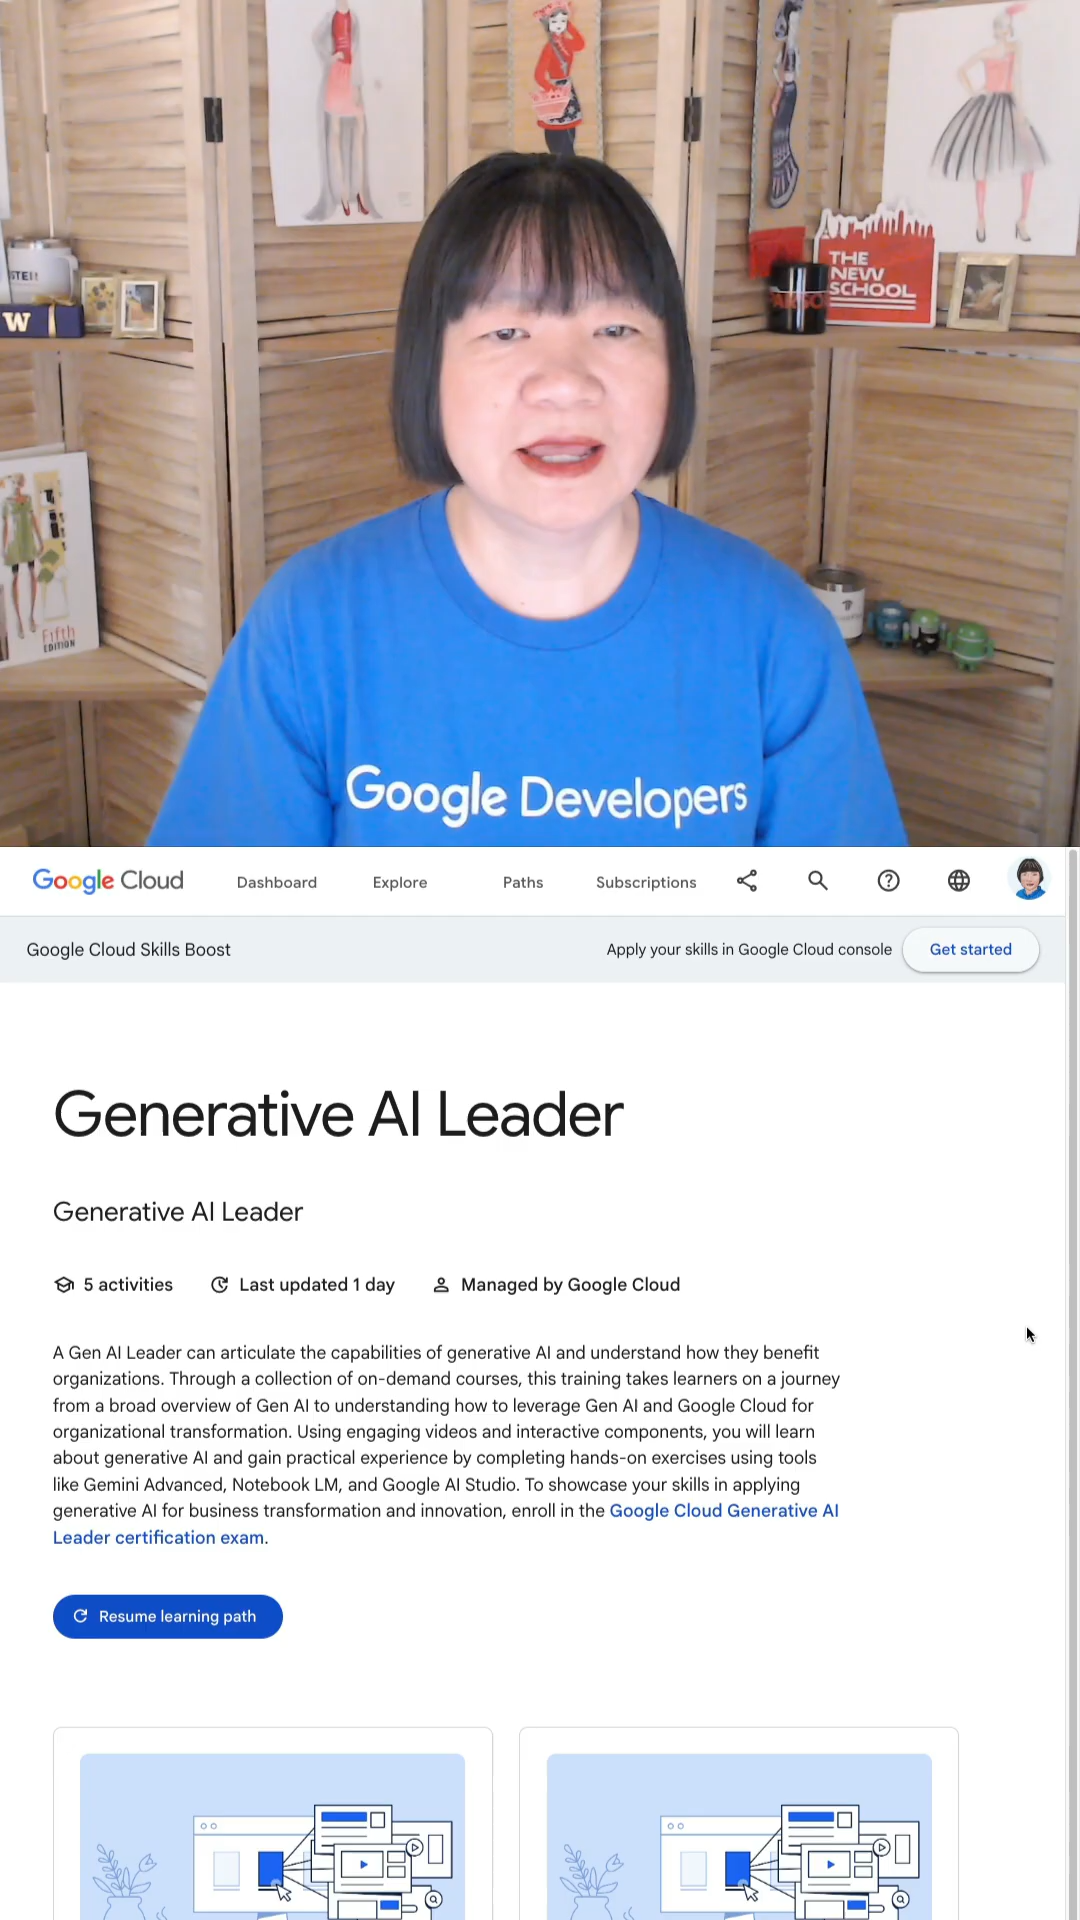 W
THE
NEW
SCHOOL
Fifth
EDITION
Google Developers
Google Cloud
Dashboard
Explore
Paths
Subscriptions
Google Cloud Skills Boost
Apply your skills in Google Cloud console
Get started
Generative AI Leader
Generative AI Leader
5 activities
Last updated 1 day
Managed by Google Cloud
A Gen AI Leader can articulate the capabilities of generative AI and understand how they benefit
organizations. Through a collection of on-demand courses, this training takes learners on a journey
from a broad overview of Gen AI to understanding how to leverage Gen AI and Google Cloud for
organizational transformation. Using engaging videos and interactive components, you will learn
about generative AI and gain practical experience by completing hands-on exercises using tools
like Gemini Advanced, Notebook LM, and Google AI Studio. To showcase your skills in applying
generative AI for business transformation and innovation, enroll in the Google Cloud Generative AI
Leader certification exam.
Resume learning path